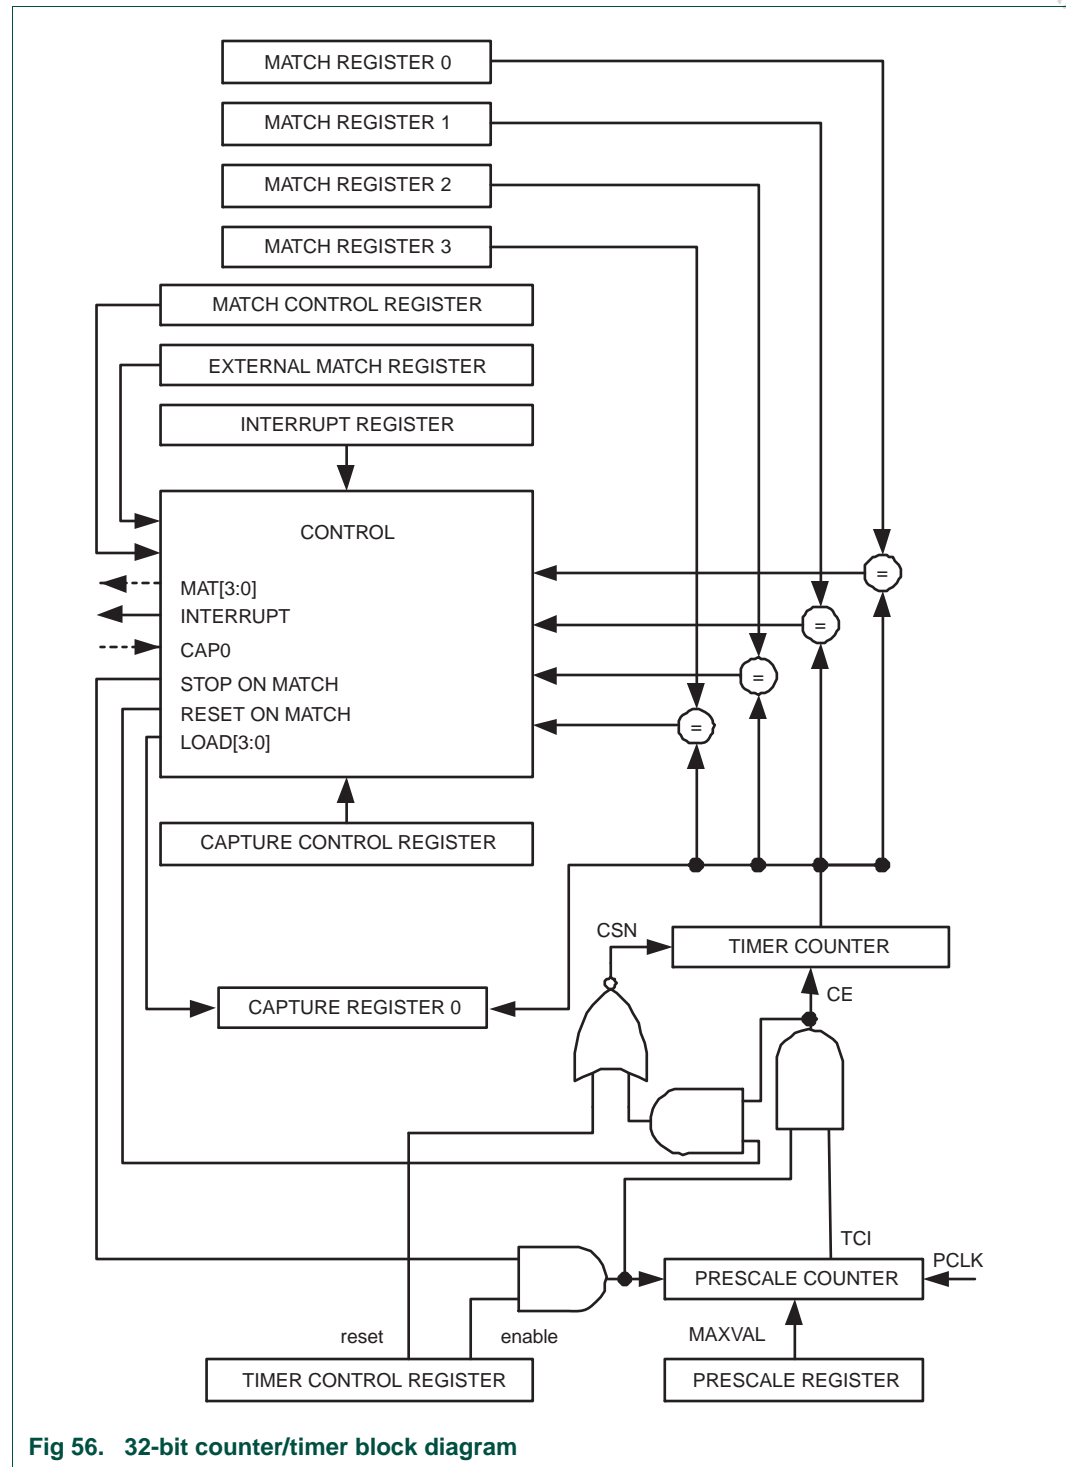 MATCH REGISTER 0
MATCH REGISTER 1
MATCH REGISTER 2
MATCH REGISTER 3
MATCH CONTROL REGISTER
EXTERNAL MATCH REGISTER
INTERRUPT REGISTER
CONTROL
=
MAT[3:0]
INTERRUPT
=
CAP0
STOP ON MATCH
=
RESET ON MATCH
=
LOAD[3:0]
CAPTURE CONTROL REGISTER
CSN
TIMER COUNTER
CE
CAPTURE REGISTER 0
TCI
PCLK
PRESCALE COUNTER
reset
enable
MAXVAL
TIMER CONTROL REGISTER
PRESCALE REGISTER
Fig 56. 32-bit counter/timer block diagram